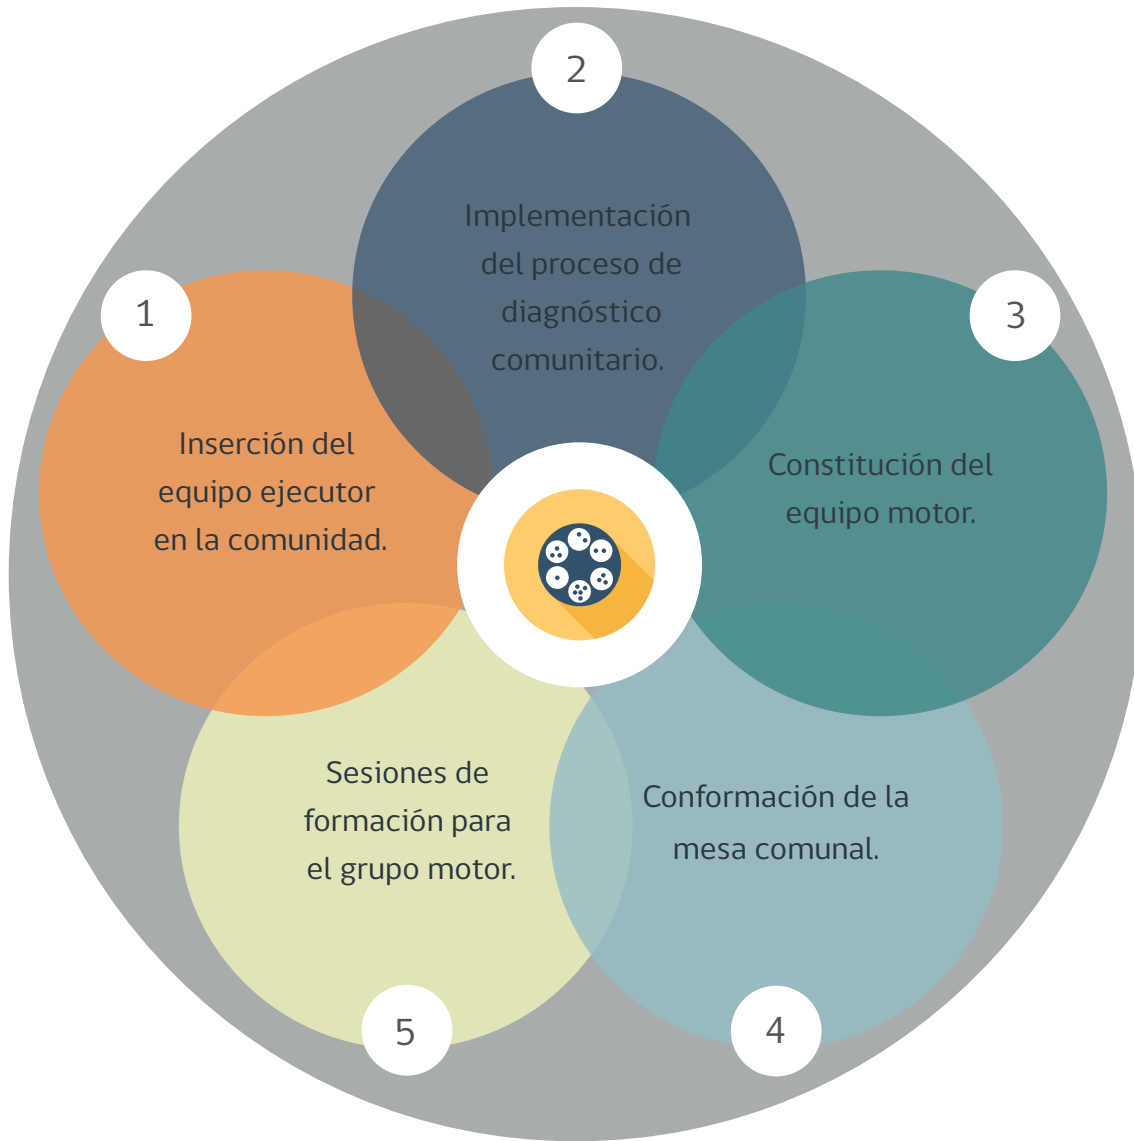 1
Inserción del
equipo ejecutor
en la comunidad.
2
Implementación
del proceso de
diagnóstico
comunitario.
3
Constitución del
equipo motor.
4
Conformación de la
mesa comunal.
5
Sesiones de
formación para
el grupo motor.